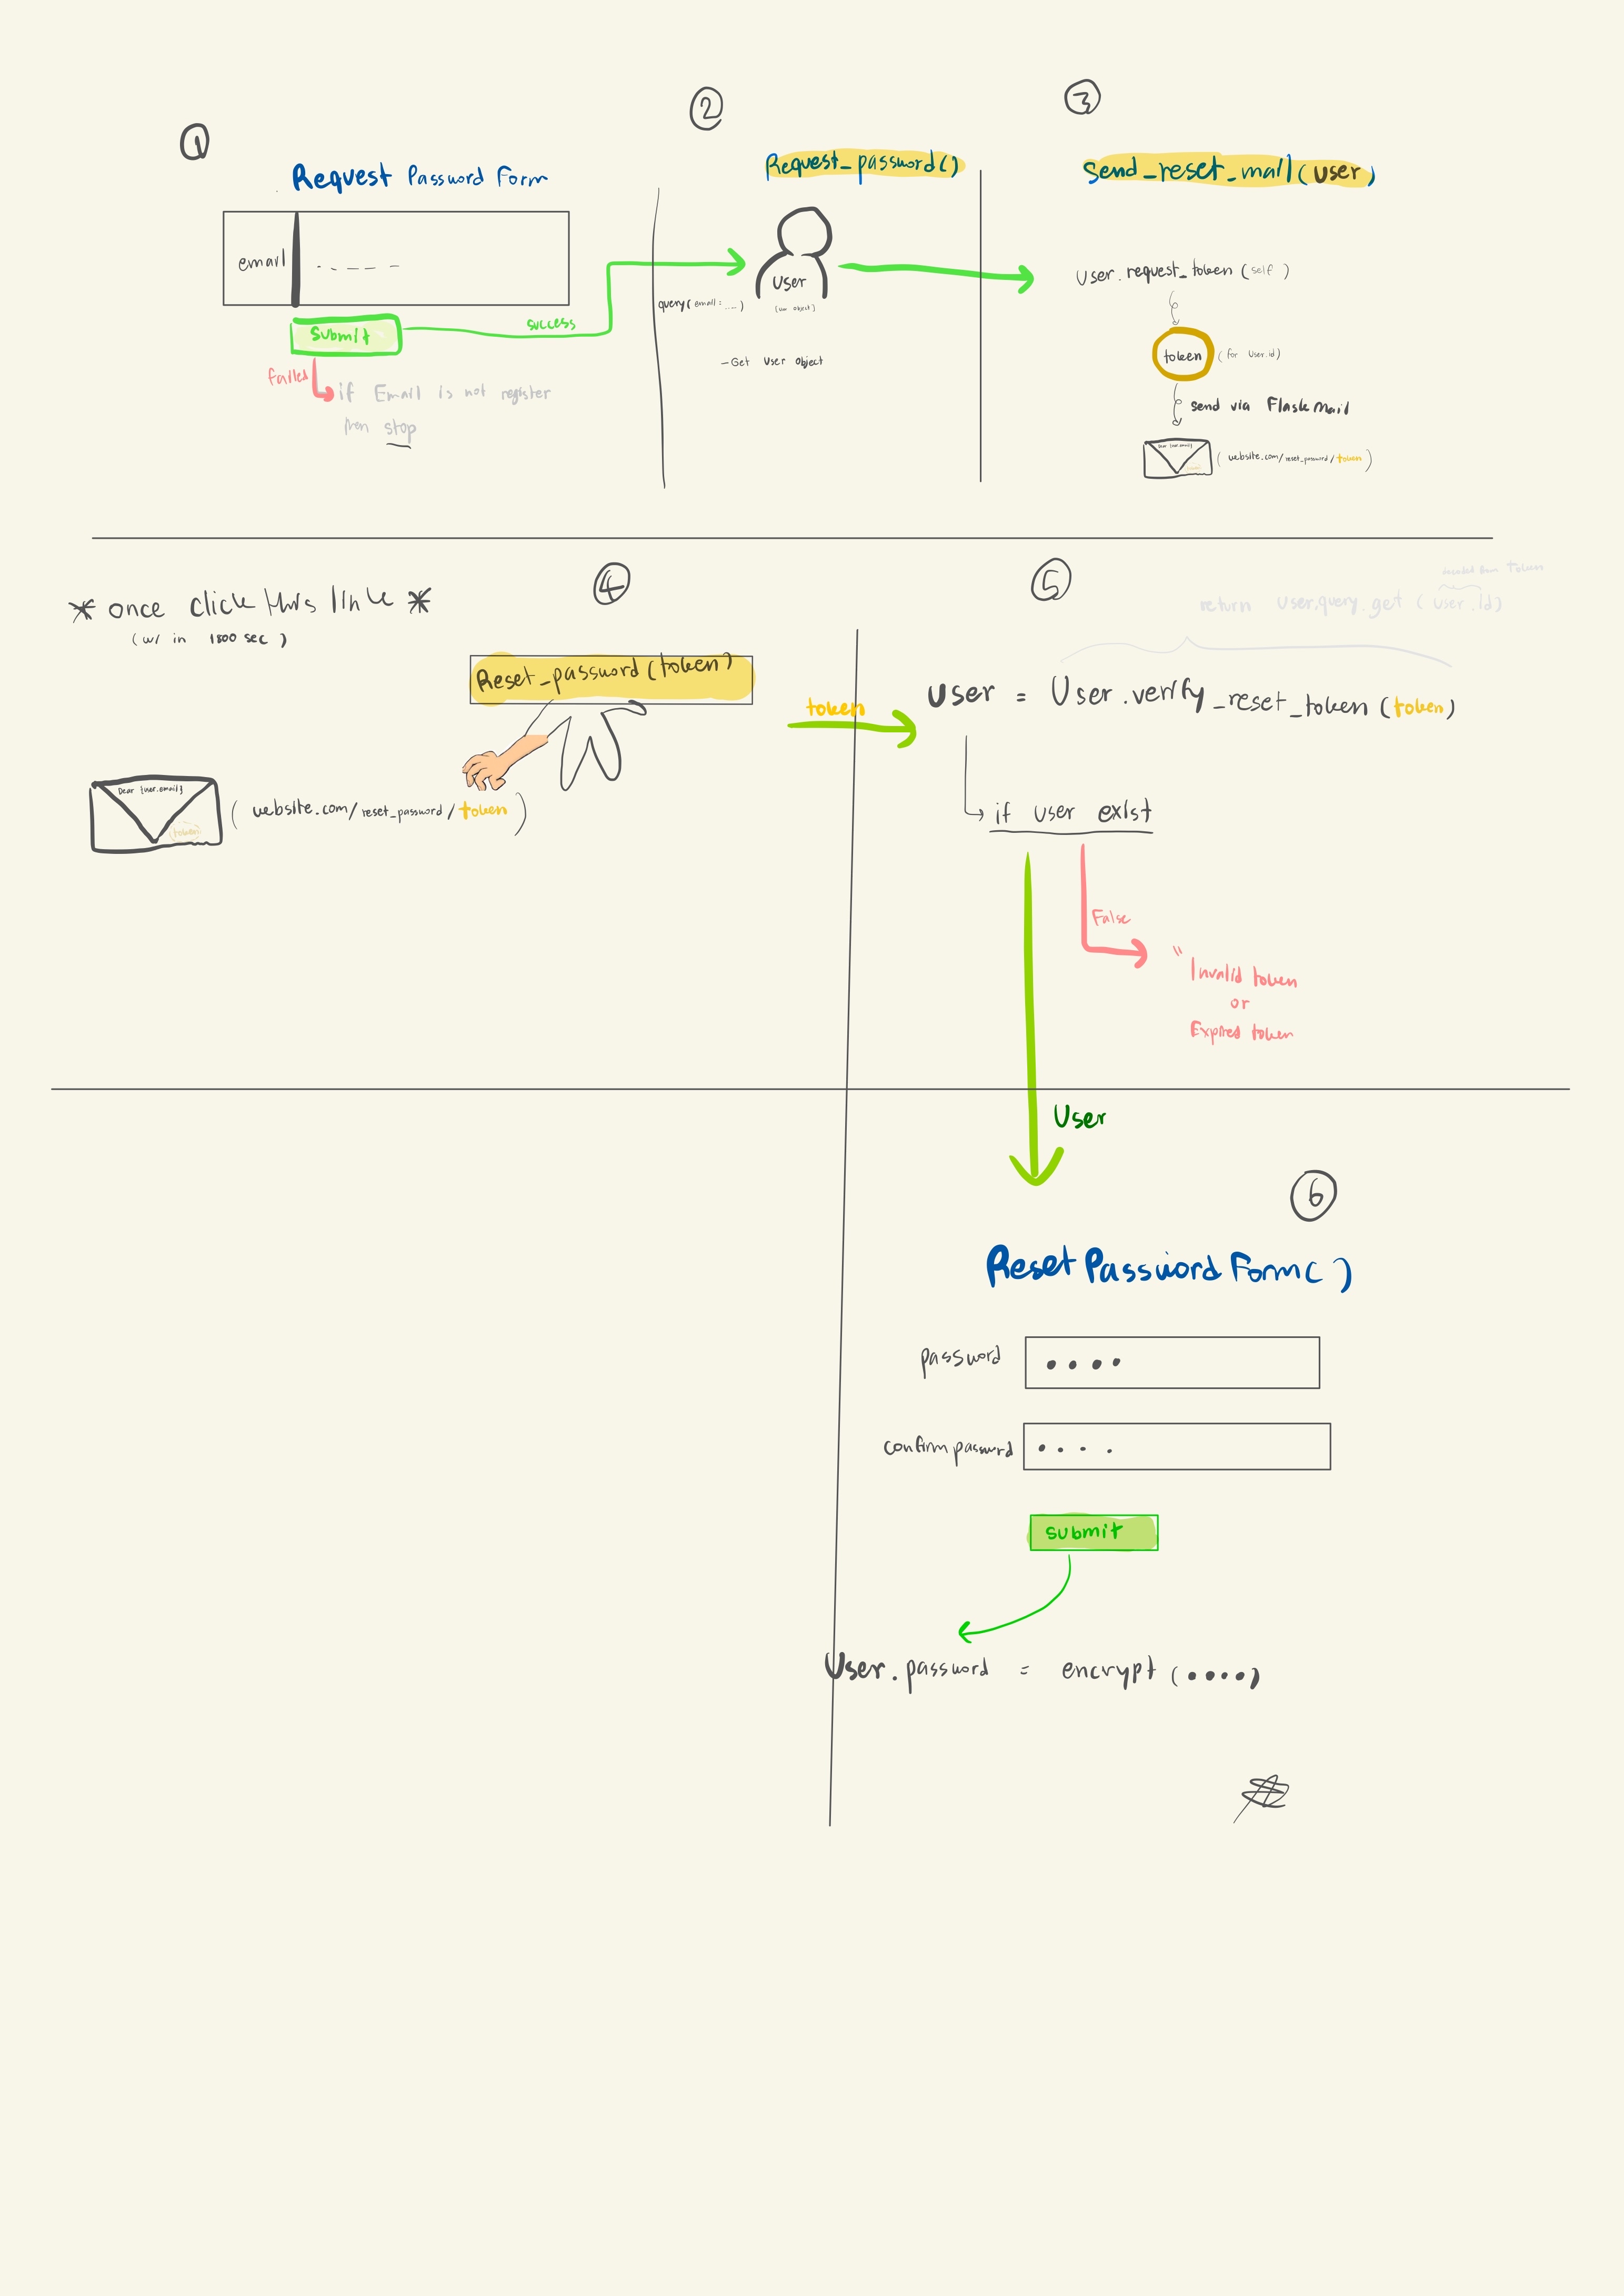 1
Request Password Form
email
Submit
success
failed
if Email is not register
then stop
2
Request_password()
User
(User object)
query(email:....)
-Get User Object
3
Send_reset_mail(user)
User.request_token (self)
token (for User.id)
send via FlaskMail
Dear {user.email}
(website.com/reset_password/token)
* once click this link *
(w/ in 1800 sec)
4
Reset_password(token)
Dear {user.email}
(token)
(website.com/reset_password/token)
token
5
token
return User.query.get (user.id)
user = User.verify_reset_token (token)
if user exist
False
" Invalid token
or
Expired token
User
6
Reset Password Form( )
password
confirm password
submit
User.password = encrypt (••••)